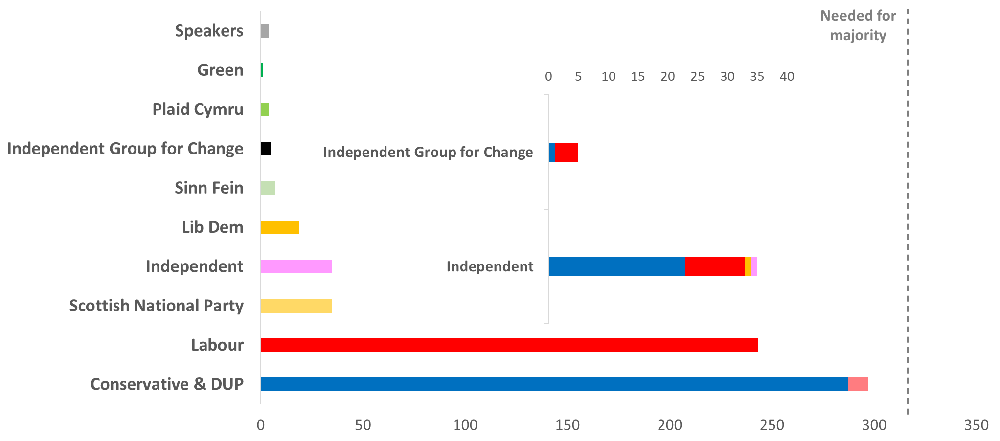 Needed for
majority
Speakers
Green
0 5 10 15 20 25 30 35 40
Plaid Cymru
Independent Group for Change
Independent Group for Change
Sinn Fein
Lib Dem
Independent
Independent
Scottish National Party
Labour
Conservative & DUP
0 50 100 150 200 250 300 350